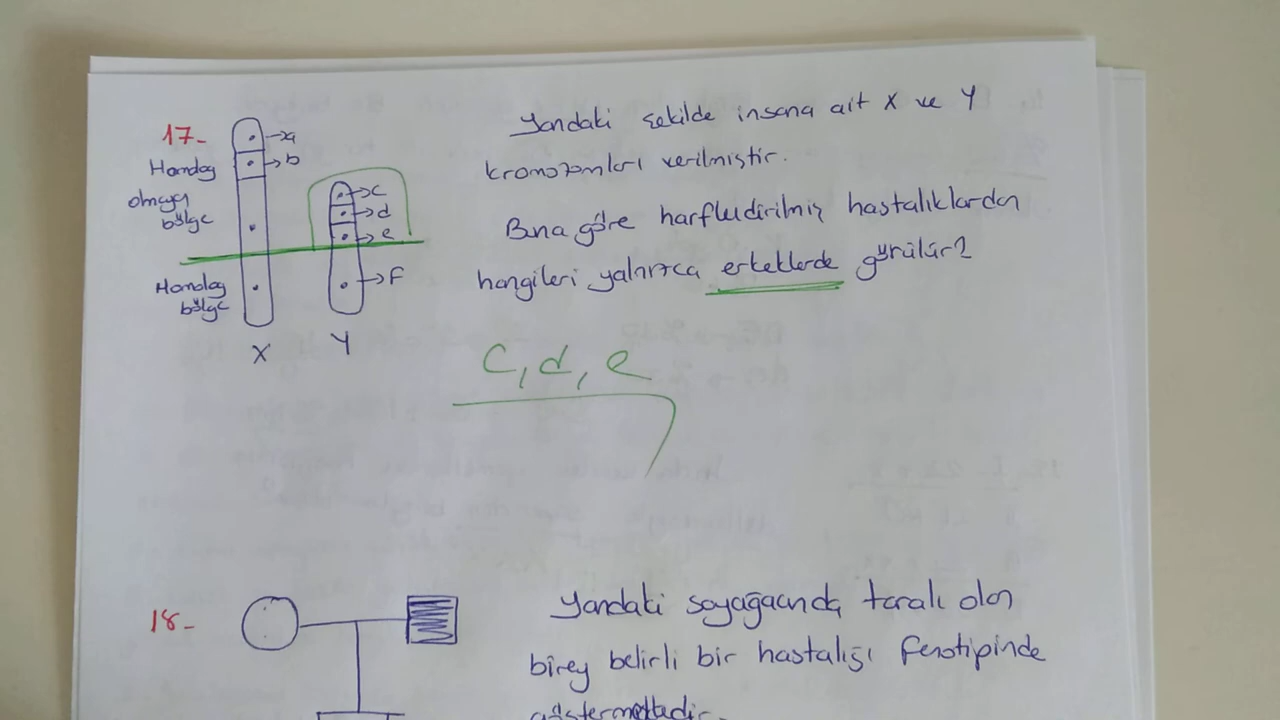 17-
Yandaki şekilde insana ait X ve Y
kromozomları verilmiştir.
Buna göre harflendirilmiş hastalıklardan
hangileri yalnızca erkeklerde görülür?
a
b
Homolog
olmayan
bölge
c
d
e
Homolog
bölge
F
X
Y
c, d, e
18-
Yandaki soyağacında taralı olan
birey belirli bir hastalığı fenotipinde
göstermektedir.